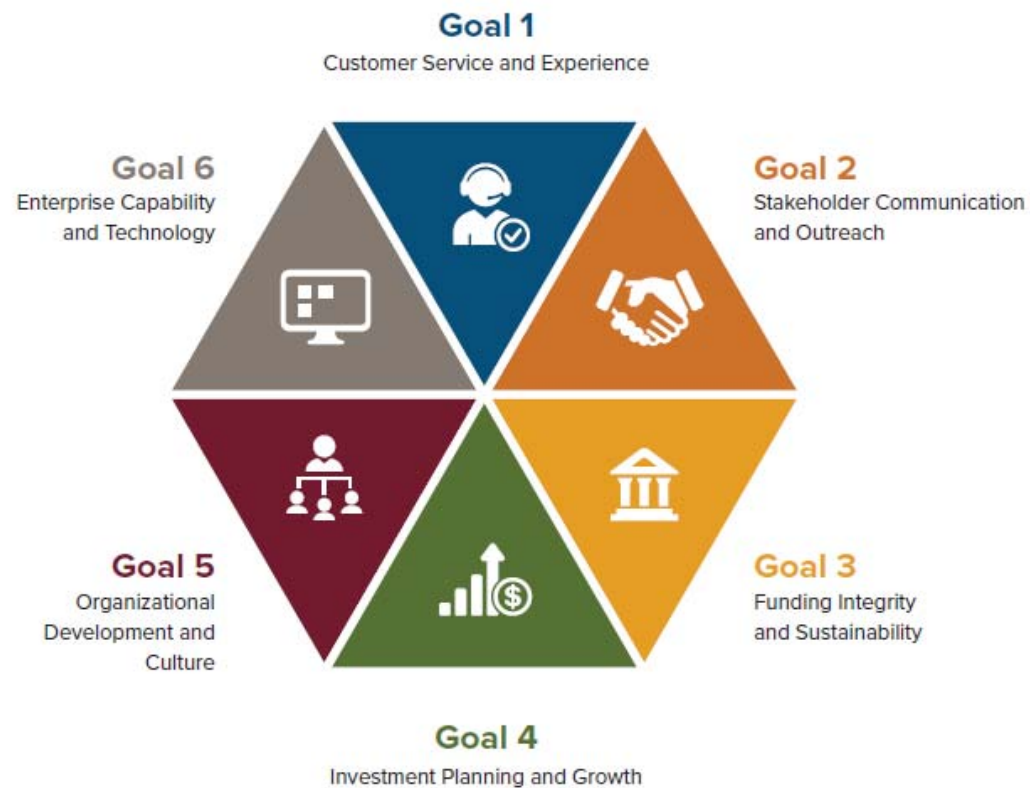 Goal 1
Customer Service and Experience
Goal 2
Stakeholder Communication
and Outreach
Goal 3
Funding Integrity
and Sustainability
Goal 4
Investment Planning and Growth
Goal 5
Organizational
Development and
Culture
Goal 6
Enterprise Capability
and Technology
$